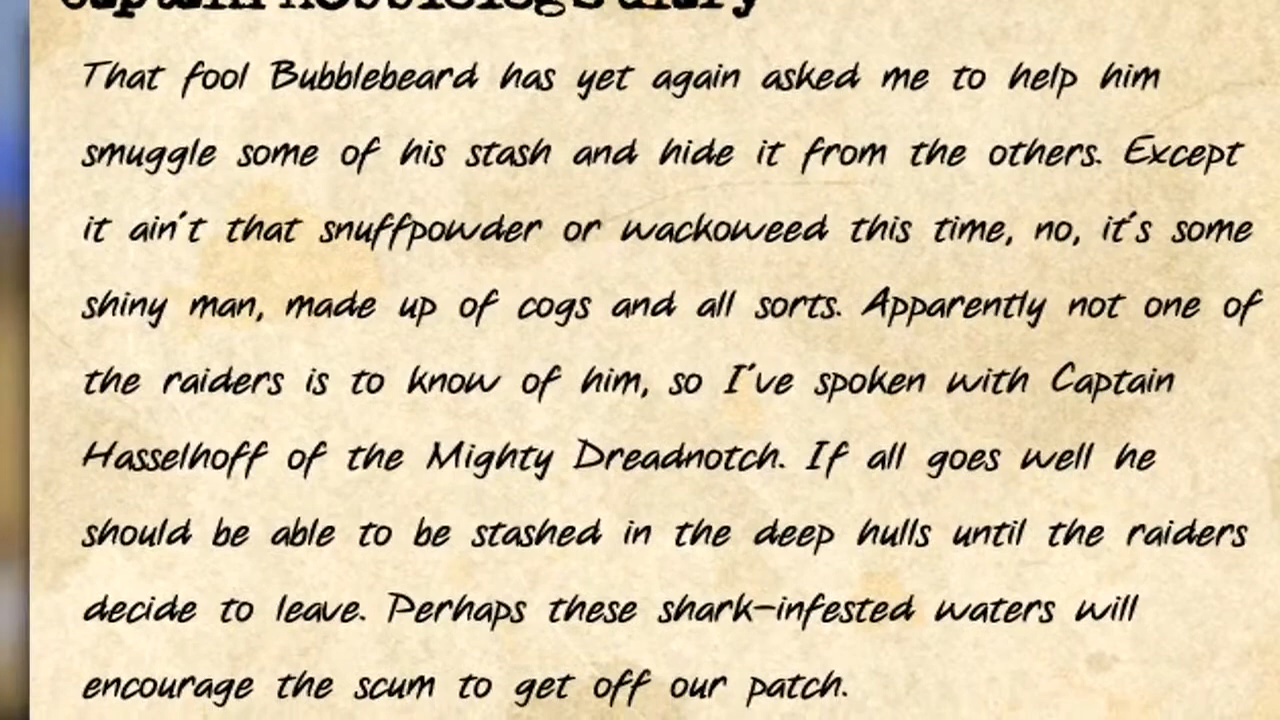 Captain Hobbleleg's diary
That fool Bubblebeard has yet again asked me to help him
smuggle some of his stash and hide it from the others. Except
it ain't that snuffpowder or wackoweed this time, no, it's some
shiny man, made up of cogs and all sorts. Apparently not one of
the raiders is to know of him, so I've spoken with Captain
Hasselhoff of the Mighty Dreadnotch. If all goes well he
should be able to be stashed in the deep hulls until the raiders
decide to leave. Perhaps these shark-infested waters will
encourage the scum to get off our patch.